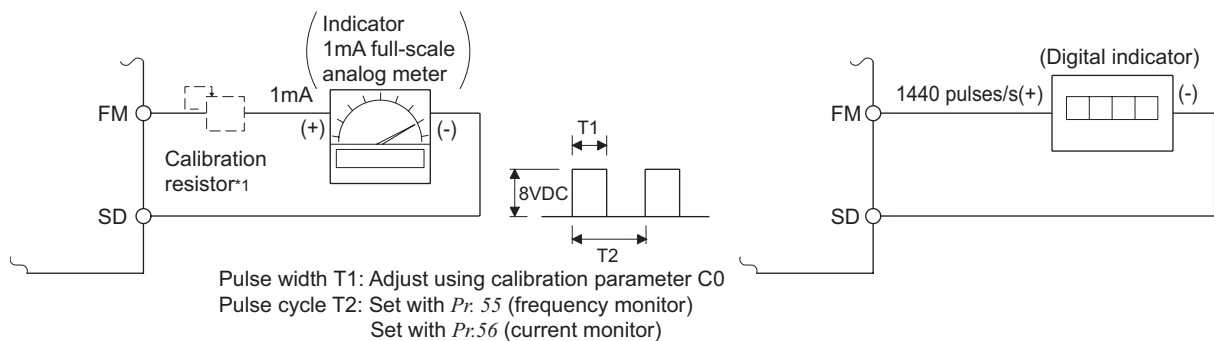 Indicator
1mA full-scale
analog meter
FM
1mA
(+)
(-)
Calibration
resistor*1
SD
T1
8VDC
T2
Pulse width T1: Adjust using calibration parameter C0
Pulse cycle T2: Set with Pr. 55 (frequency monitor)
Set with Pr.56 (current monitor)
(Digital indicator)
1440 pulses/s(+)
(-)
FM
SD